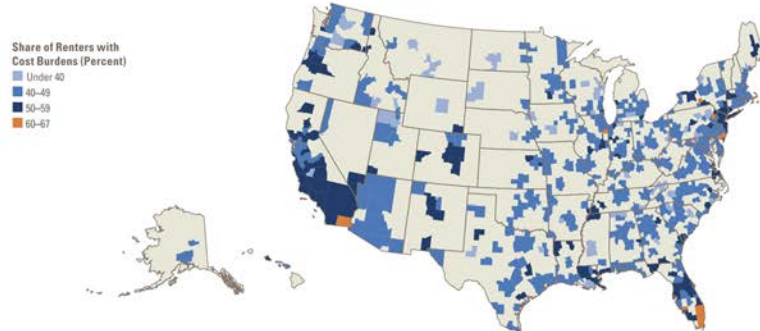 Share of Renters with
Cost Burdens (Percent)
Under 40
40–49
50–59
60–67